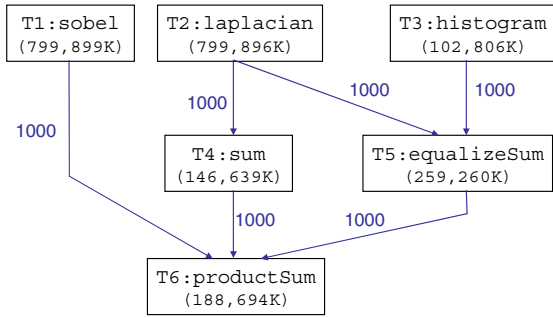 T1:sobel
(799,899K)
T2:laplacian
(799,896K)
T3:histogram
(102,806K)
1000
1000
1000
1000
T4:sum
(146,639K)
T5:equalizeSum
(259,260K)
1000
1000
T6:productSum
(188,694K)